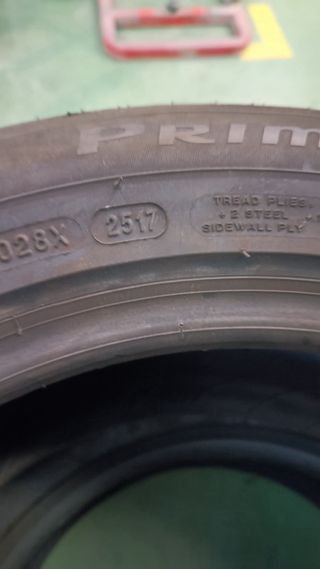 PRIM
028X
2517
TREAD PLIES
+ 2 STEEL +
SIDEWALL PLY